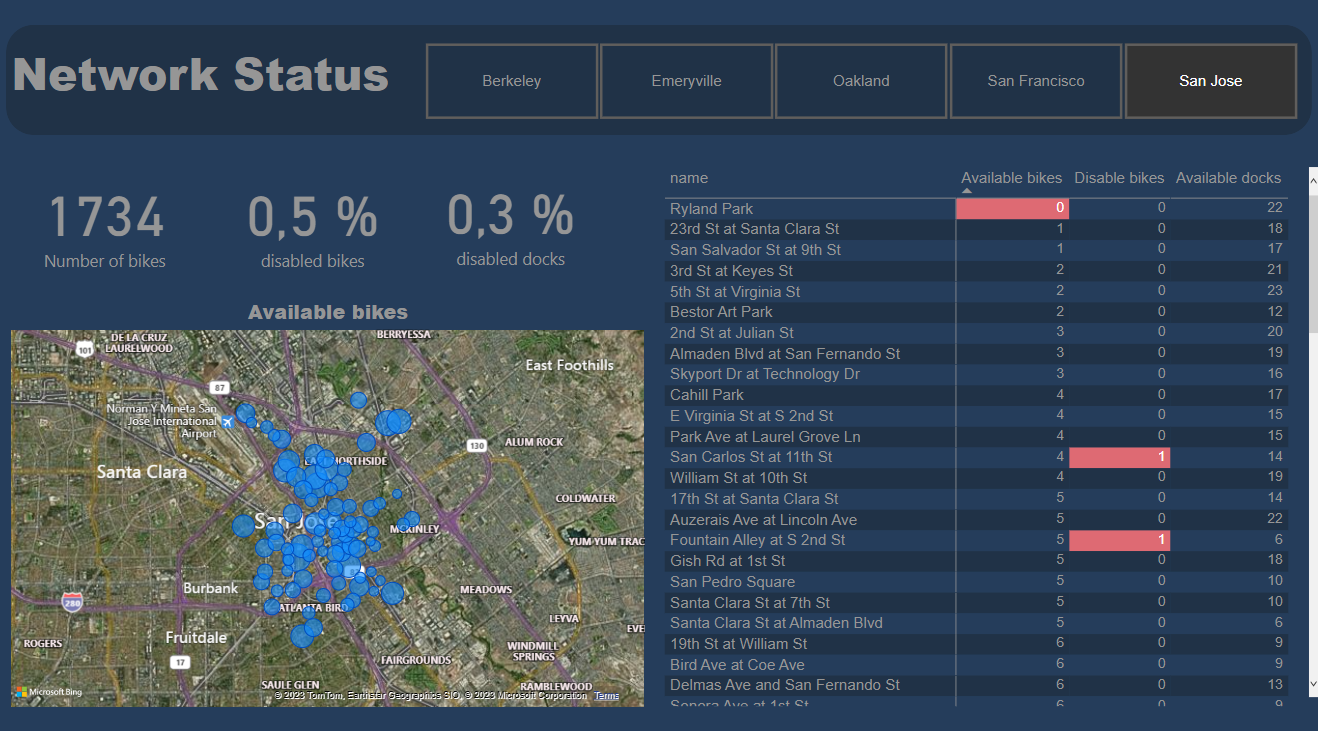 Network Status
Berkeley
Emeryville
Oakland
San Francisco
San Jose
1734
Number of bikes
0,5 %
disabled bikes
0,3 %
disabled docks
Available bikes
DE LA CRUZ
LAURELWOOD
BERRYESSA
101
East Foothills
87
Norman Y Mineta San
Jose International
Airport
130
ALUM ROCK
NORTHSIDE
Santa Clara
COLDWATER
San Jose
MCKINLEY
YUM YUM TRAC
Burbank
MEADOWS
280
ATLANTA BIRD
LEYVA
EVE
ROGERS
Fruitdale
17
WINDMILL
SPRINGS
FAIRGROUNDS
SAULE GLEN
RAMBLEWOOD
Microsoft Bing
© 2023 TomTom, Earthstar Geographics SIO, © 2023 Microsoft Corporation Terms
name Available bikes Disable bikes Available docks
Ryland Park 0 0 22
23rd St at Santa Clara St 1 0 18
San Salvador St at 9th St 1 0 17
3rd St at Keyes St 2 0 21
5th St at Virginia St 2 0 23
Bestor Art Park 2 0 12
2nd St at Julian St 3 0 20
Almaden Blvd at San Fernando St 3 0 19
Skyport Dr at Technology Dr 3 0 16
Cahill Park 4 0 17
E Virginia St at S 2nd St 4 0 15
Park Ave at Laurel Grove Ln 4 0 15
San Carlos St at 11th St 4 1 14
William St at 10th St 4 0 19
17th St at Santa Clara St 5 0 14
Auzerais Ave at Lincoln Ave 5 0 22
Fountain Alley at S 2nd St 5 1 6
Gish Rd at 1st St 5 0 18
San Pedro Square 5 0 10
Santa Clara St at 7th St 5 0 10
Santa Clara St at Almaden Blvd 5 0 6
19th St at William St 6 0 9
Bird Ave at Coe Ave 6 0 9
Delmas Ave and San Fernando St 6 0 13
Sonora Ave at 1st St 6 0 9